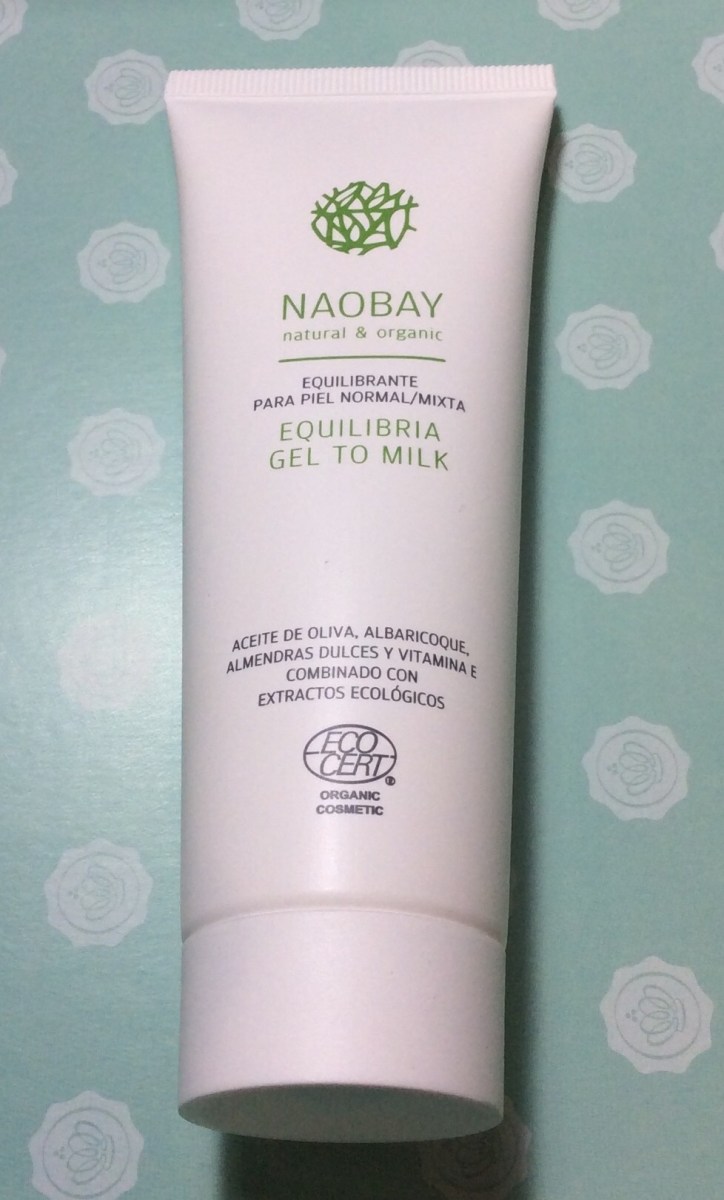 NAOBAY
natural & organic
EQUILIBRANTE
PARA PIEL NORMAL/MIXTA
EQUILIBRIA
GEL TO MILK
ACEITE DE OLIVA, ALBARICOQUE,
ALMENDRAS DULCES Y VITAMINA E
COMBINADO CON
EXTRACTOS ECOLÓGICOS
ECO
CERT®
ORGANIC
COSMETIC